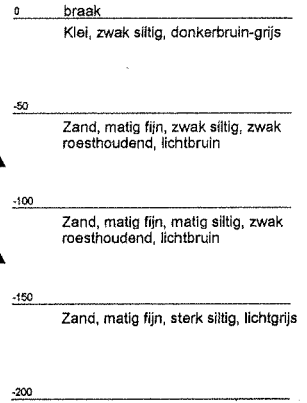 0 braak
Klei, zwak siltig, donkerbruin-grijs
-50
Zand, matig fijn, zwak siltig, zwak
roesthoudend, lichtbruin
-100
Zand, matig fijn, matig siltig, zwak
roesthoudend, lichtbruin
-150
Zand, matig fijn, sterk siltig, lichtgrijs
-200